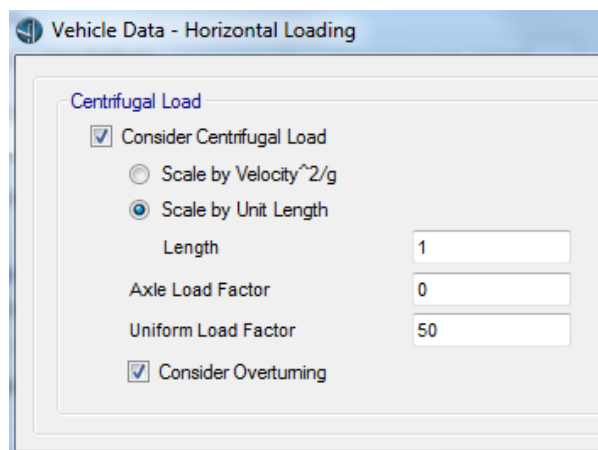 Vehicle Data - Horizontal Loading
Centrifugal Load
Consider Centrifugal Load
Scale by Velocity^2/g
Scale by Unit Length
Length 1
Axle Load Factor 0
Uniform Load Factor 50
Consider Overturning